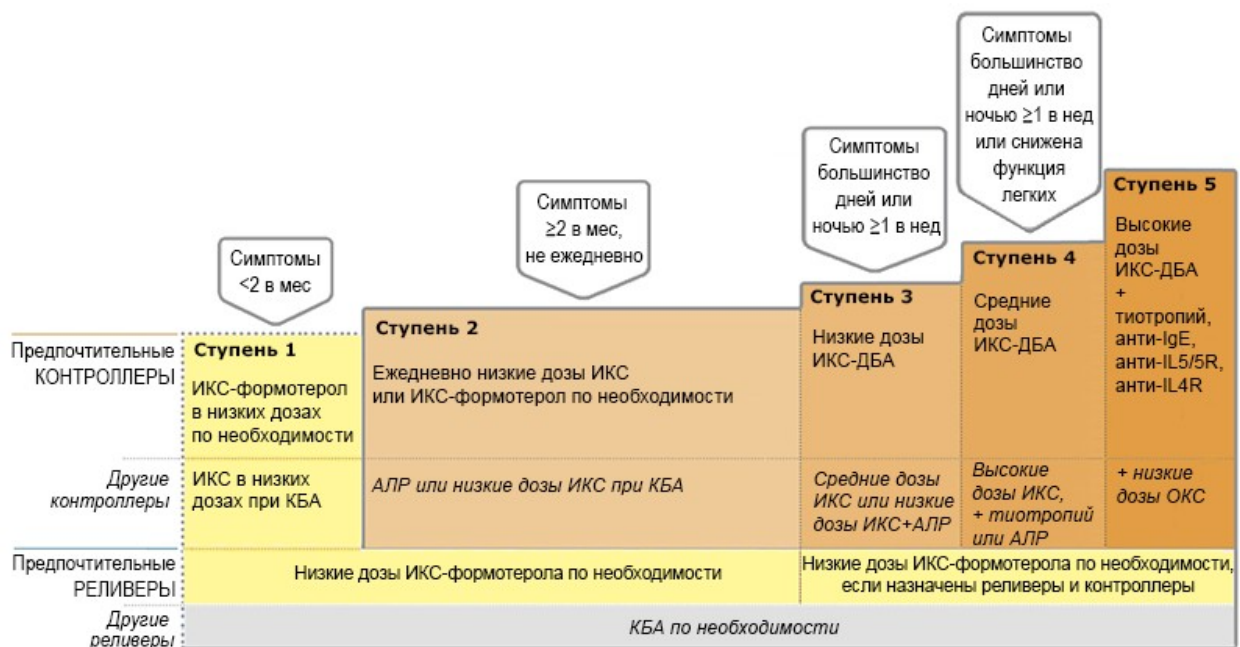 Симптомы
<2 в мес
Симптомы
≥2 в мес,
не ежедневно
Симптомы
большинство
дней или
ночью ≥1 в нед
Симптомы
большинство
дней или
ночью ≥1 в нед
или снижена
функция
легких
Предпочтительные
КОНТРОЛЛЕРЫ
Ступень 1
ИКС-формотерол
в низких дозах
по необходимости
Ступень 2
Ежедневно низкие дозы ИКС
или ИКС-формотерол по необходимости
Ступень 3
Низкие дозы
ИКС-ДБА
Ступень 4
Средние
дозы
ИКС-ДБА
Ступень 5
Высокие
дозы
ИКС-ДБА
+
тиотропий,
анти-IgE,
анти-IL5/5R,
анти-IL4R
Другие
контроллеры
ИКС в низких
дозах при КБА
АЛР или низкие дозы ИКС при КБА
Средние дозы
ИКС или низкие
дозы ИКС+АЛР
Высокие
дозы ИКС,
+ тиотропий
или АЛР
+ низкие
дозы ОКС
Предпочтительные
РЕЛИВЕРЫ
Низкие дозы ИКС-формотерола по необходимости
Низкие дозы ИКС-формотерола по необходимости,
если назначены реливеры и контроллеры
Другие
реливеры
КБА по необходимости